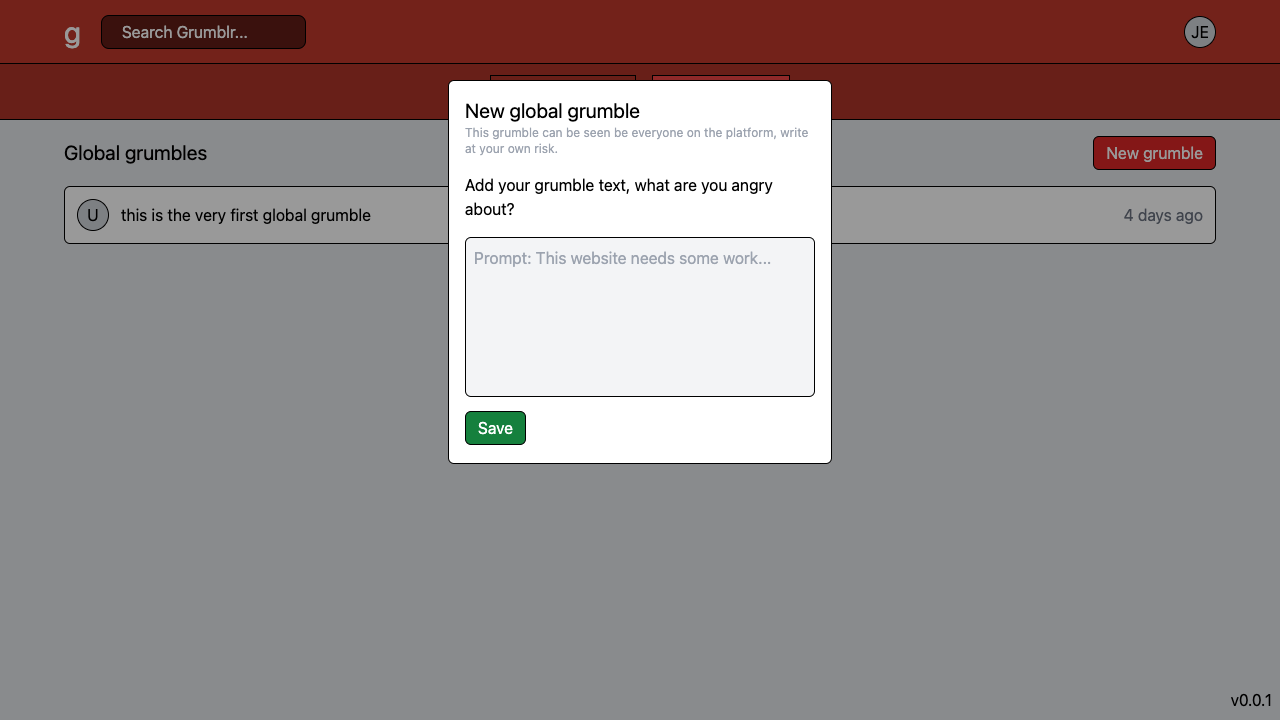 g
Search Grumblr...
JE
New global grumble
This grumble can be seen be everyone on the platform, write
at your own risk.
Add your grumble text, what are you angry
about?
Prompt: This website needs some work...
Save
Global grumbles
New grumble
U
this is the very first global grumble
4 days ago
v0.0.1